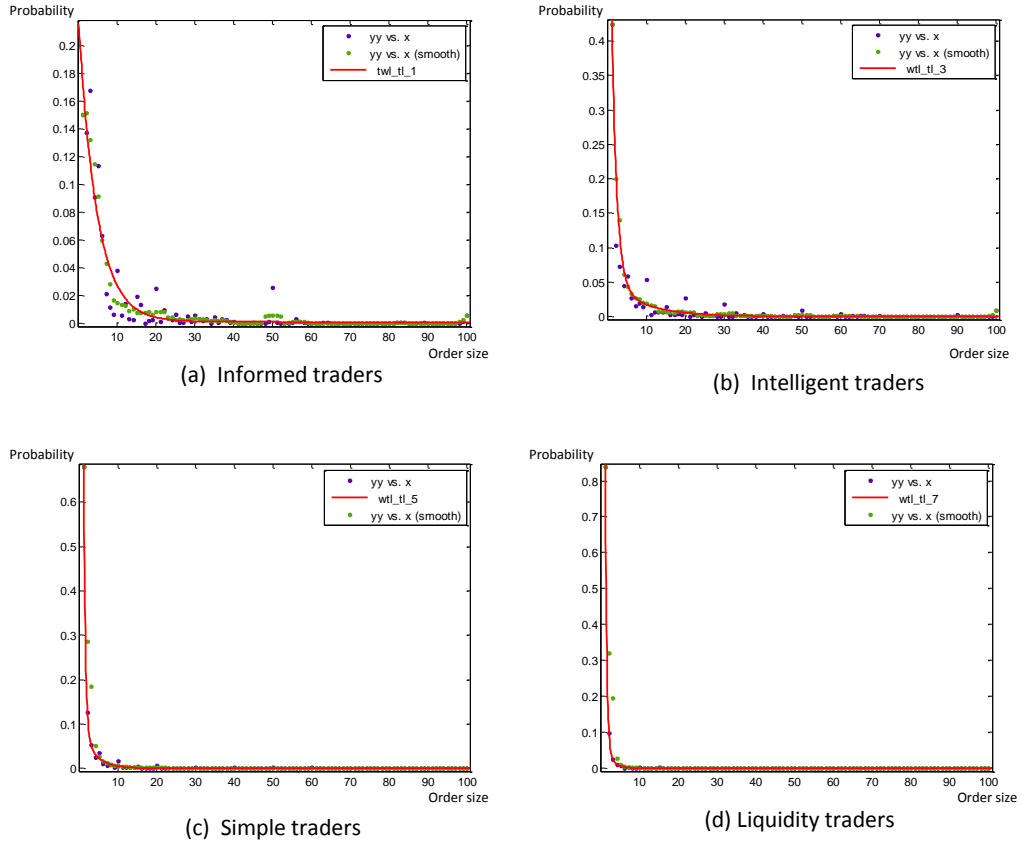 Probability
yy vs. x
yy vs. x (smooth)
twl_tl_1
0.2
0.18
0.16
0.14
0.12
0.1
0.08
0.06
0.04
0.02
0
10 20 30 40 50 60 70 80 90 100
Order size
(a) Informed traders
Probability
yy vs. x
yy vs. x (smooth)
wtl_tl_3
0.4
0.35
0.3
0.25
0.2
0.15
0.1
0.05
0
10 20 30 40 50 60 70 80 90 100
Order size
(b) Intelligent traders
Probability
yy vs. x
wtl_tl_5
yy vs. x (smooth)
0.6
0.5
0.4
0.3
0.2
0.1
0
10 20 30 40 50 60 70 80 90 100
Order size
(c) Simple traders
Probability
yy vs. x
wtl_tl_7
yy vs. x (smooth)
0.8
0.7
0.6
0.5
0.4
0.3
0.2
0.1
0
10 20 30 40 50 60 70 80 90 100
Order size
(d) Liquidity traders